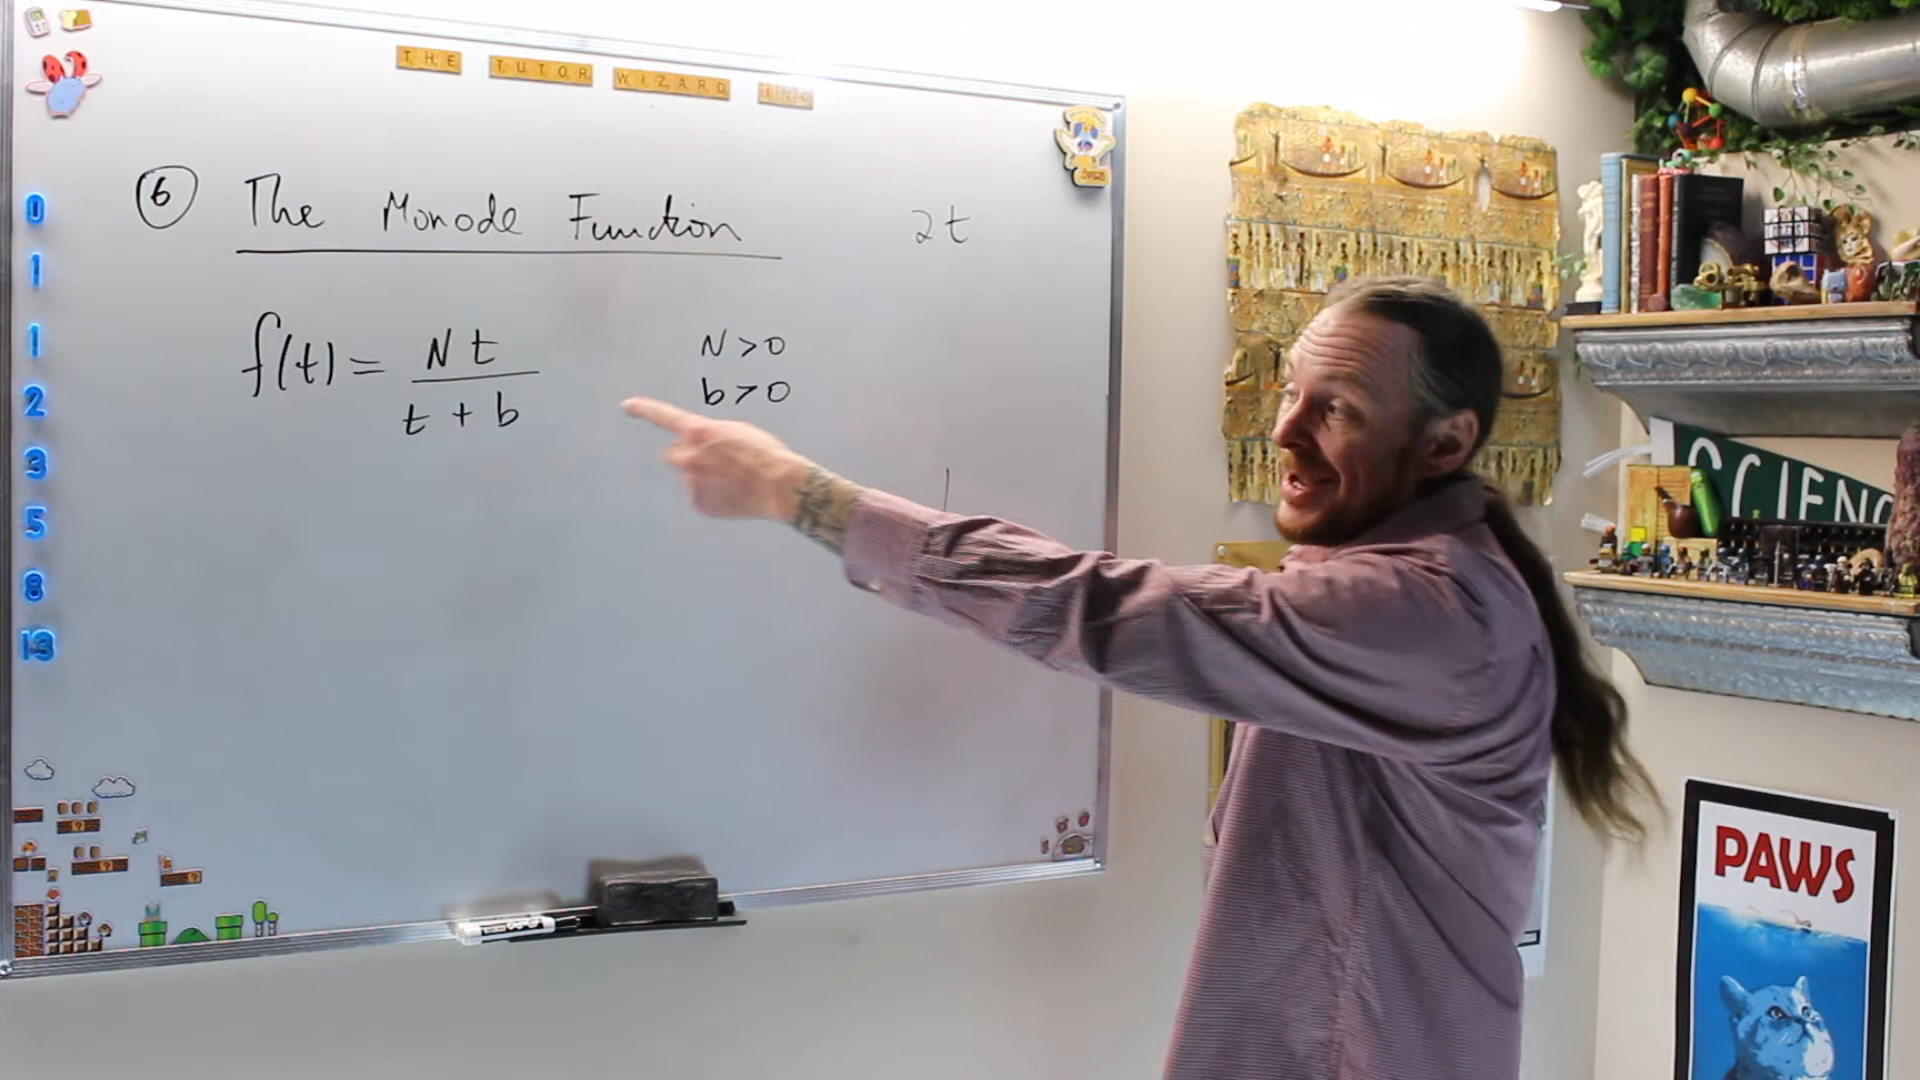 THE TUTOR WIZARD
⑥ The Monode Function
2t
f(t) = Nt / t + b
N > 0
b > 0
0
1
1
2
3
5
8
13
SCIENC
PAWS